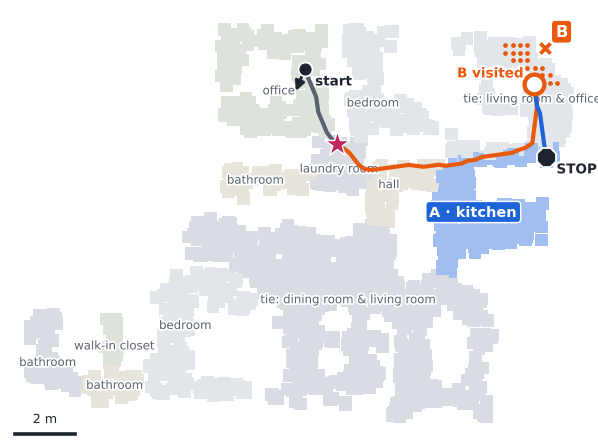 B
start
B visited
office
bedroom
tie: living room & office
laundry room
STOP
bathroom
hall
A · kitchen
tie: dining room & living room
bedroom
walk-in closet
bathroom
bathroom
2 m